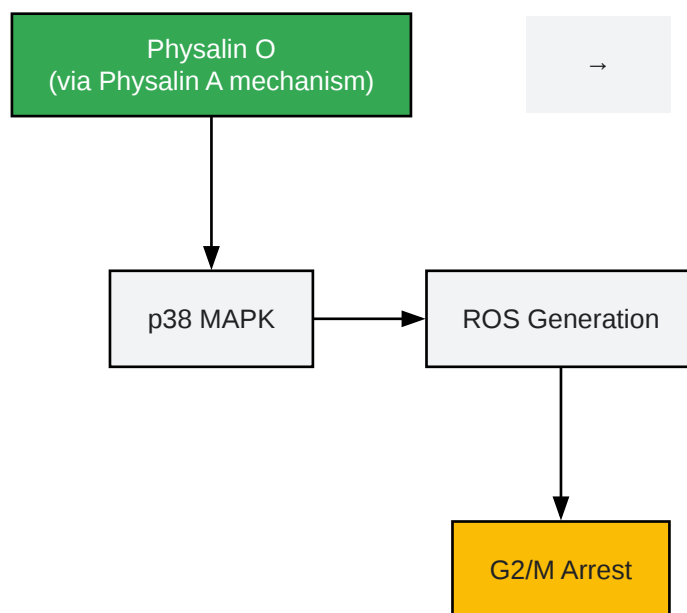 Physalin O
(via Physalin A mechanism)
→
p38 MAPK
ROS Generation
G2/M Arrest